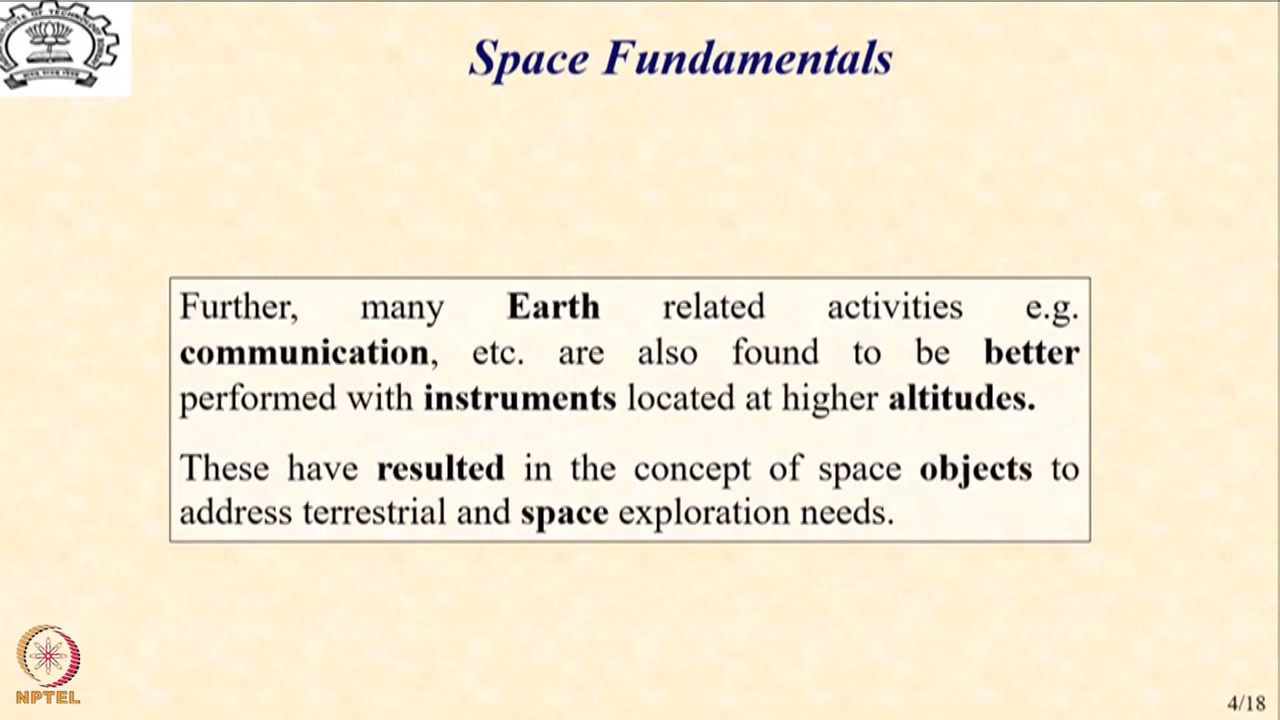 Space Fundamentals
Further, many Earth related activities e.g.
communication, etc. are also found to be better
performed with instruments located at higher altitudes.
These have resulted in the concept of space objects to
address terrestrial and space exploration needs.
NPTEL
4/18